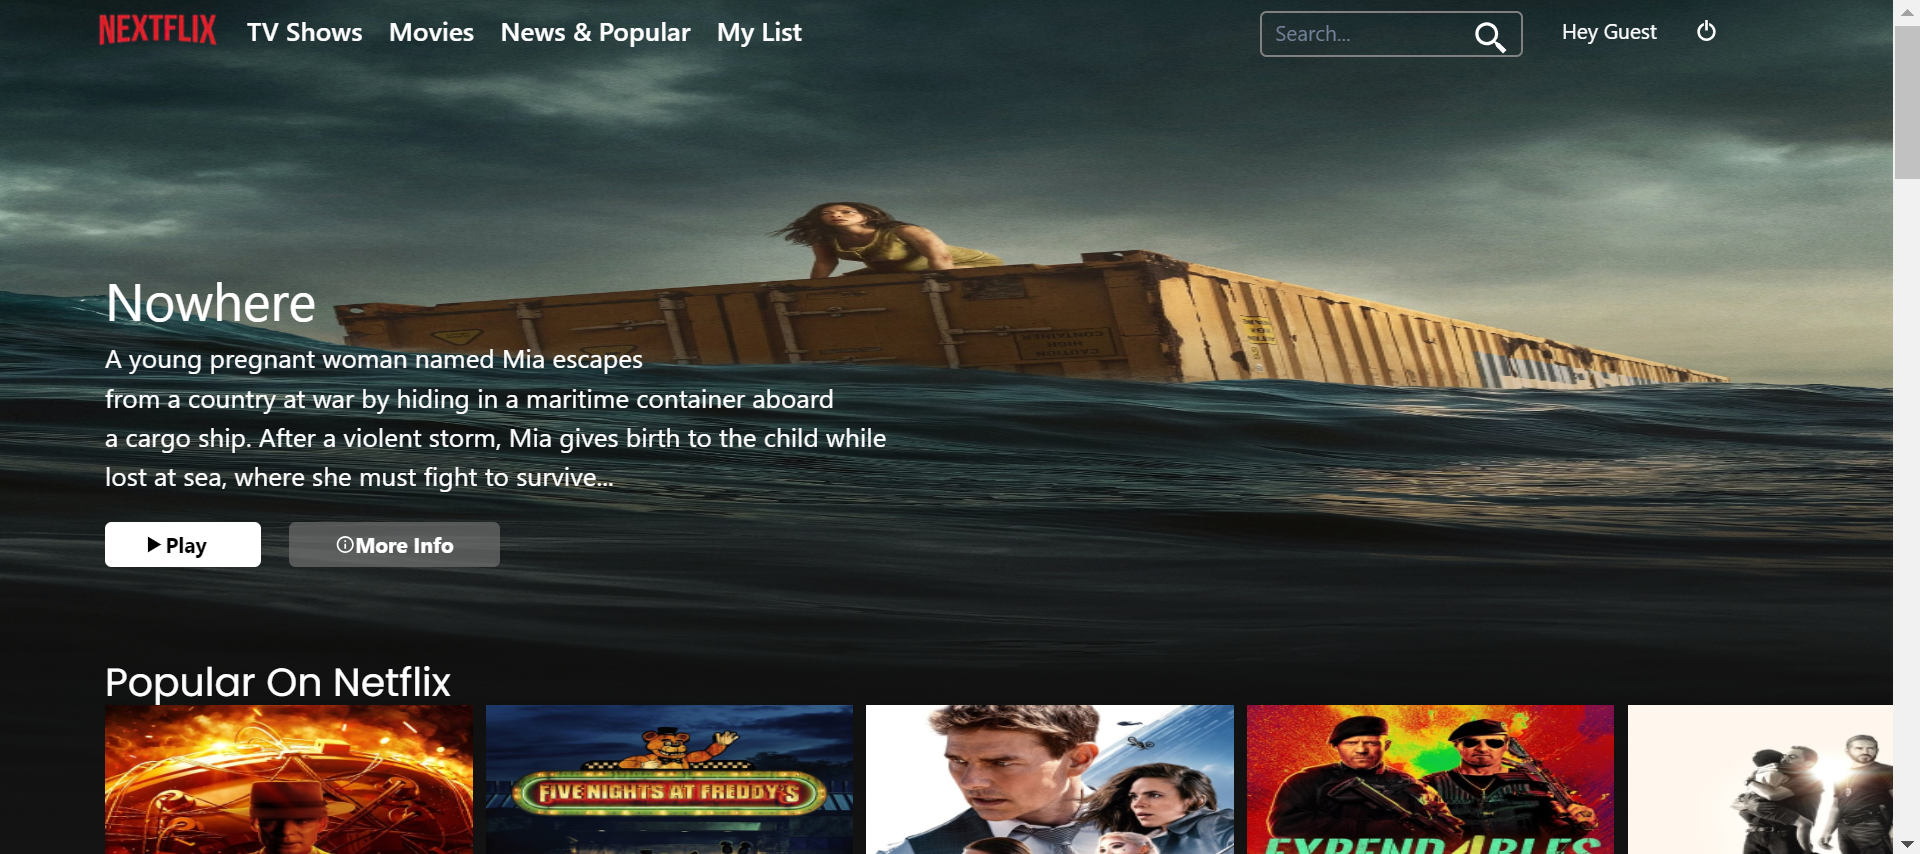 NEXTFLIX TV Shows Movies News & Popular My List Search... Hey Guest
Nowhere
A young pregnant woman named Mia escapes
from a country at war by hiding in a maritime container aboard
a cargo ship. After a violent storm, Mia gives birth to the child while
lost at sea, where she must fight to survive...
Play More Info
Popular On Netflix
FIVE NIGHTS AT FREDDY'S
EXPEND4BLES